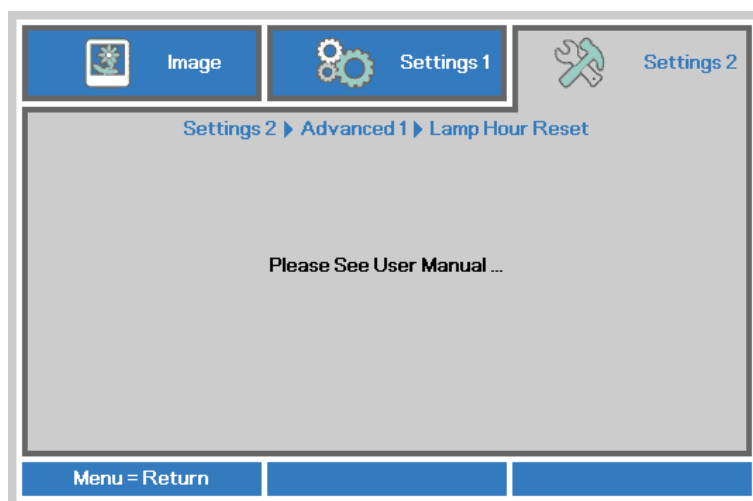 Image
Settings 1
Settings 2
Settings 2 ▶ Advanced 1 ▶ Lamp Hour Reset
Please See User Manual ...
Menu = Return